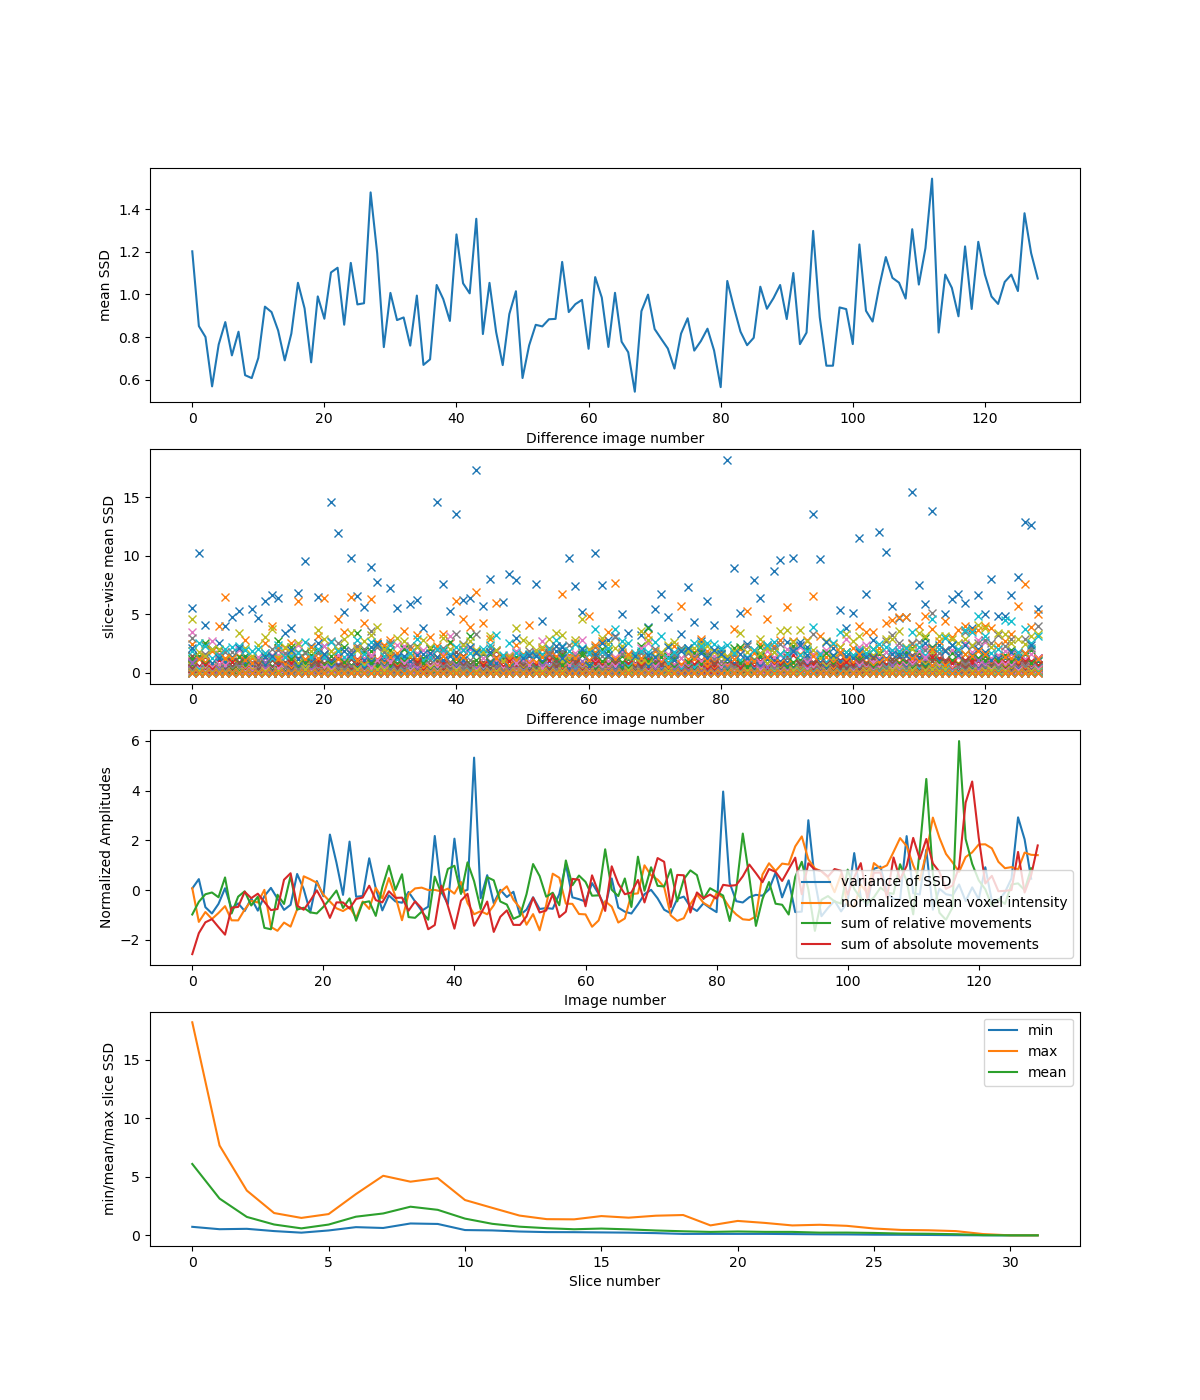 mean SSD
1.4
1.2
1.0
0.8
0.6
0 20 40 60 80 100 120
Difference image number
slice-wise mean SSD
15
10
5
0
0 20 40 60 80 100 120
Difference image number
Normalized Amplitudes
6
4
2
0
−2
variance of SSD
normalized mean voxel intensity
sum of relative movements
sum of absolute movements
0 20 40 60 80 100 120
Image number
min/mean/max slice SSD
15
10
5
0
min
max
mean
0 5 10 15 20 25 30
Slice number